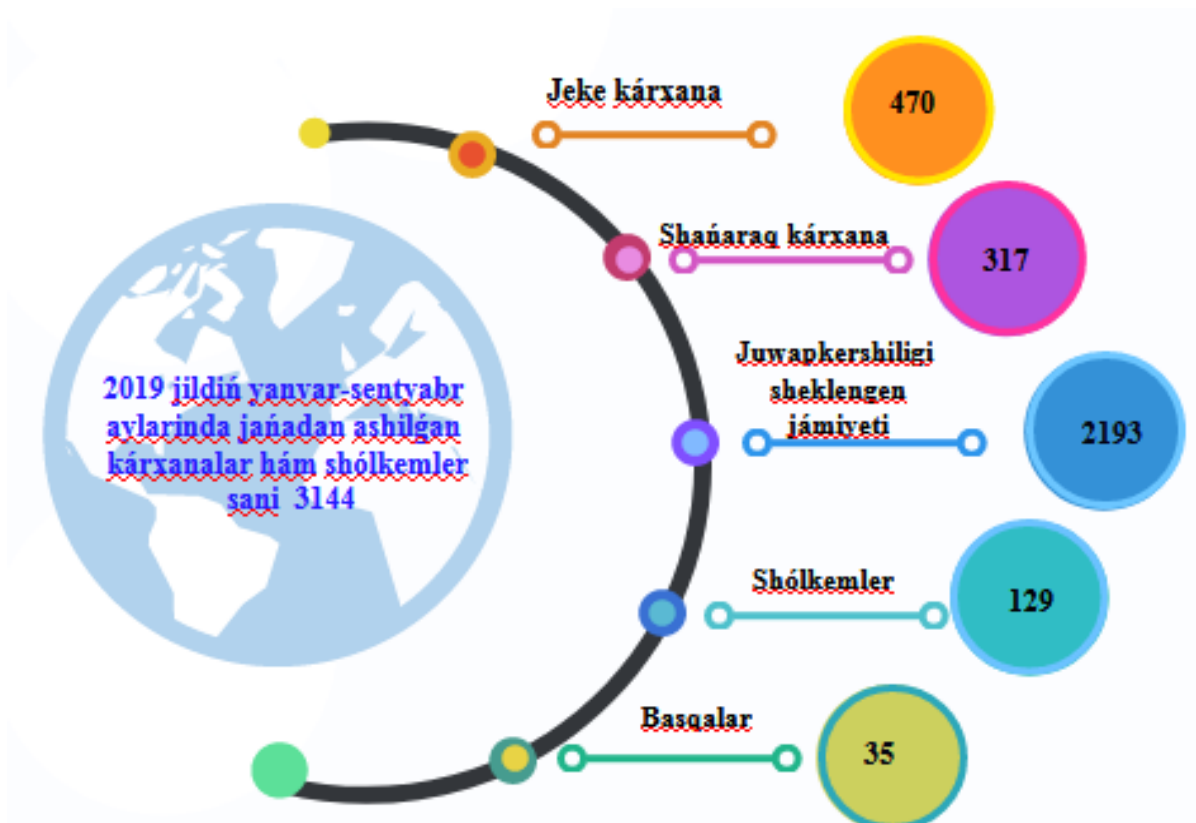 Jeke kárxana
470
Shańaraq kárxana
317
Juwapkershiligi
sheklengen
jámiyeti
2193
2019 jildiń yanvar-sentyabr
aylarinda jańadan ashilǵan
kárxanalar hám shólkemler
sani 3144
Shólkemler
129
Basqalar
35